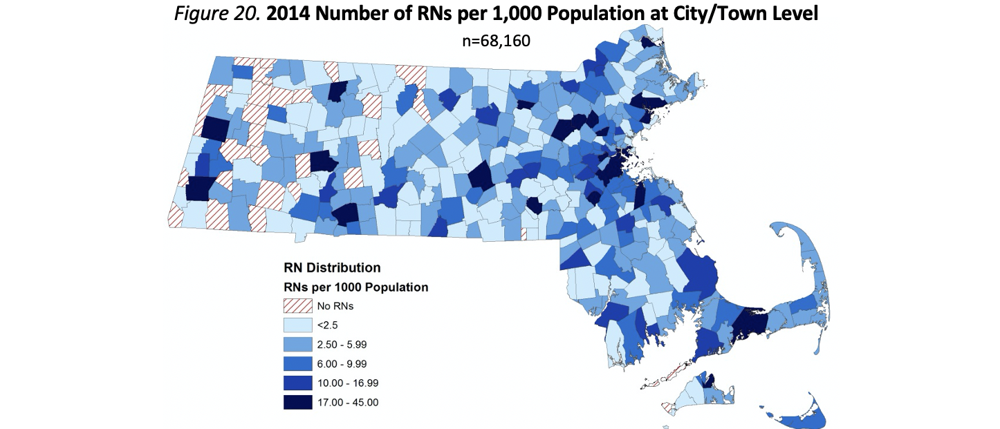 Figure 20. 2014 Number of RNs per 1,000 Population at City/Town Level
n=68,160
RN Distribution
RNs per 1000 Population
No RNs
<2.5
2.50 - 5.99
6.00 - 9.99
10.00 - 16.99
17.00 - 45.00